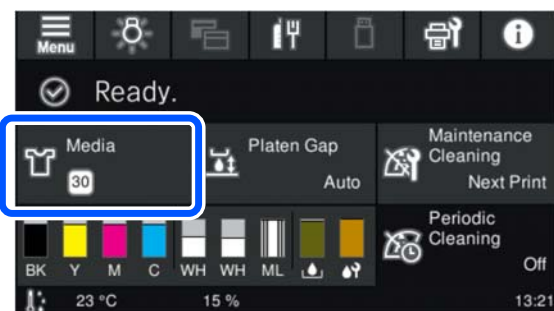 Menu
Ready.
Media
30
Platen Gap
Auto
Maintenance
Cleaning
Next Print
BK Y M C WH WH ML
Periodic
Cleaning
Off
23 °C 15 % 13:21